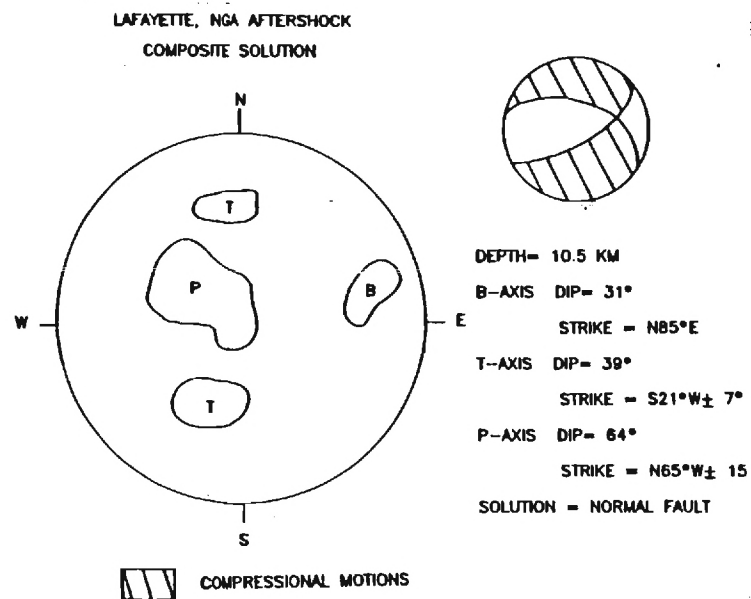 LAFAYETTE, NGA AFTERSHOCK
COMPOSITE SOLUTION
N
T
P
B
W
E
T
S
DEPTH= 10.5 KM
B-AXIS DIP= 31°
STRIKE = N85°E
T-AXIS DIP= 39°
STRIKE = S21°W± 7°
P-AXIS DIP= 64°
STRIKE = N65°W± 15
SOLUTION = NORMAL FAULT
COMPRESSIONAL MOTIONS